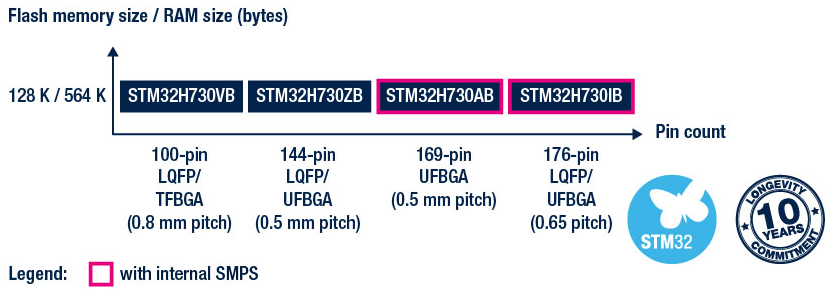 Flash memory size / RAM size (bytes)
128 K / 564 K
STM32H730VB
STM32H730ZB
STM32H730AB
STM32H730IB
Pin count
100-pin
LQFP/
TFBGA
(0.8 mm pitch)
144-pin
LQFP/
UFBGA
(0.5 mm pitch)
169-pin
UFBGA
(0.5 mm pitch)
176-pin
LQFP/
UFBGA
(0.65 pitch)
STM32
LONGEVITY
10
YEARS
COMMITMENT
Legend:
with internal SMPS